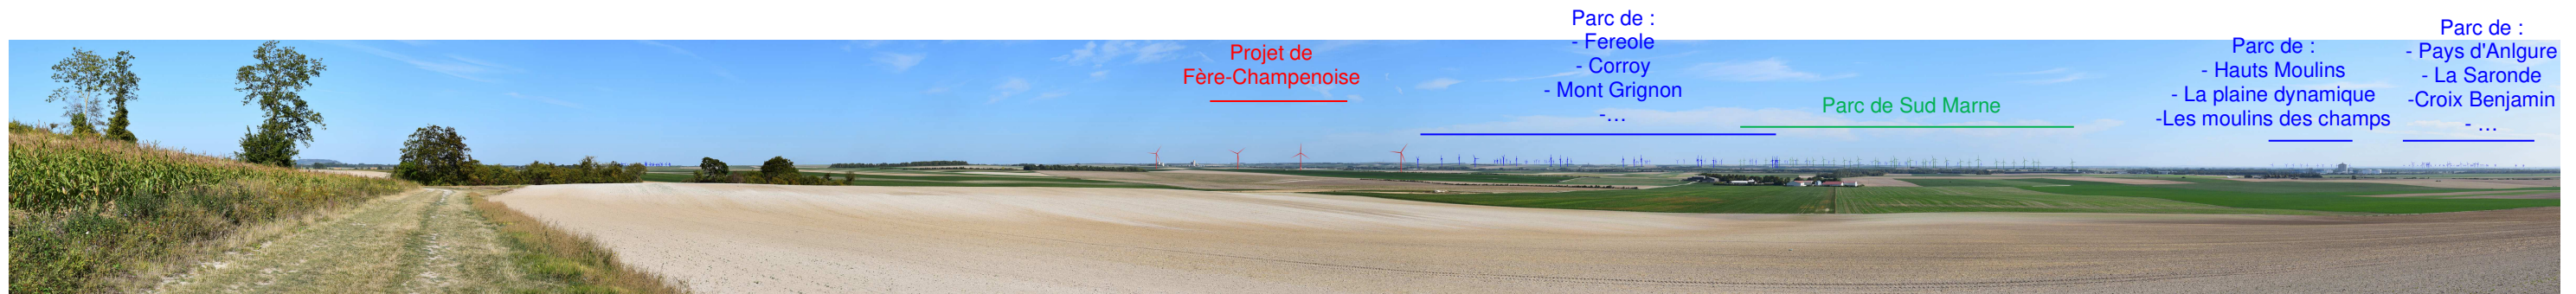 Projet de
Fère-Champenoise
Parc de :
- Fereole
- Corroy
- Mont Grignon
-...
Parc de Sud Marne
Parc de :
- Hauts Moulins
- La plaine dynamique
-Les moulins des champs
Parc de :
- Pays d'Anlgure
- La Saronde
-Croix Benjamin
- ...